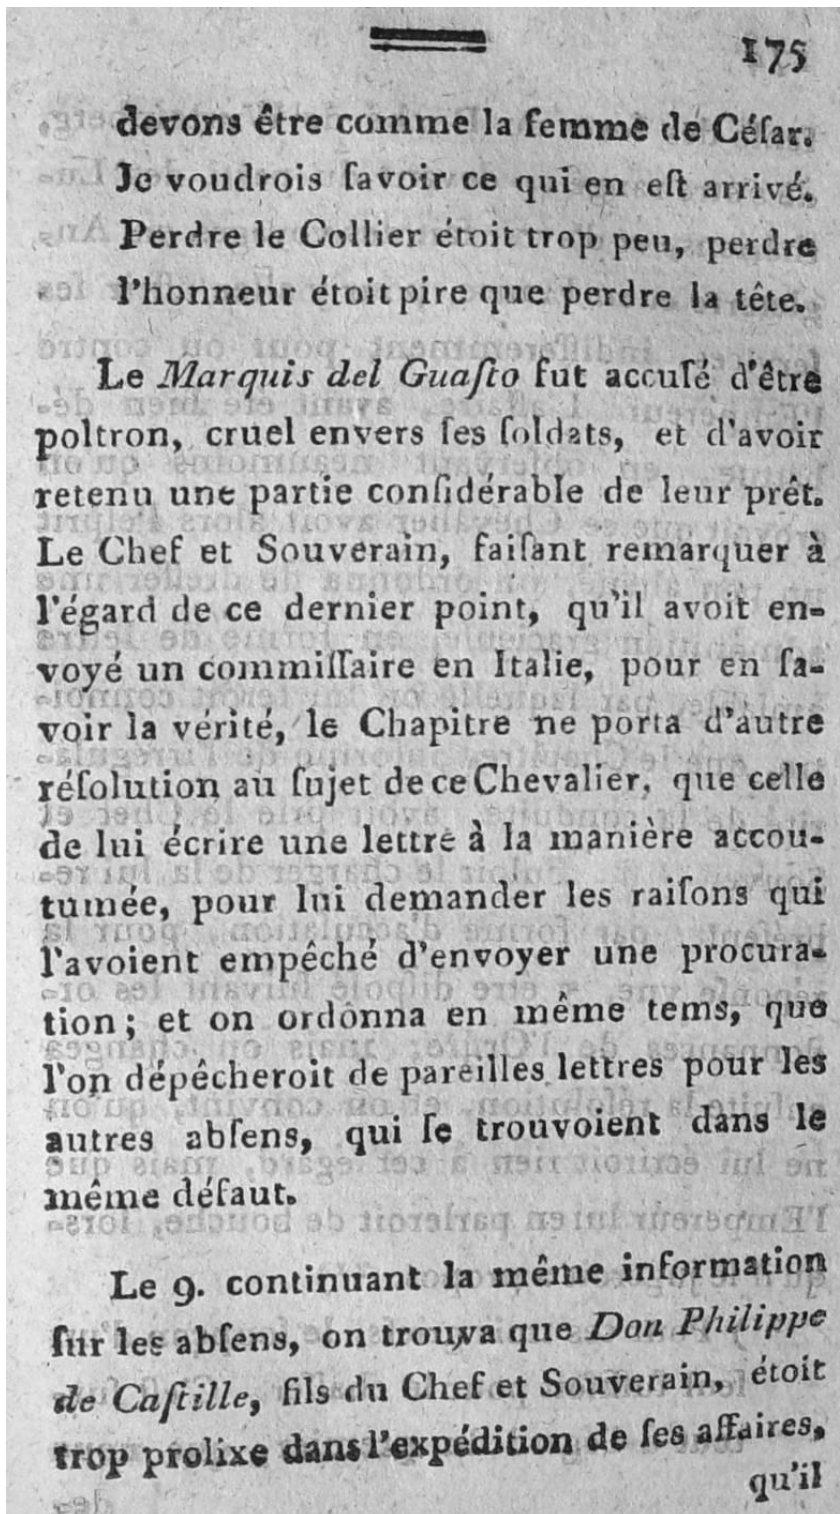 175
devons être comme la femme de Céſar.
Je voudrois ſavoir ce qui en eſt arrivé.
Perdre le Collier étoit trop peu, perdre
l'honneur étoit pire que perdre la tête.
Le Marquis del Guaſto fut accuſé d'être
poltron, cruel envers ſes ſoldats, et d'avoir
retenu une partie conſidérable de leur prêt.
Le Chef et Souverain, faiſant remarquer à
l'égard de ce dernier point, qu'il avoit en-
voyé un commiſſaire en Italie, pour en ſa-
voir la vérité, le Chapitre ne porta d'autre
réſolution au ſujet de ce Chevalier, que celle
de lui écrire une lettre à la manière accou-
tumée, pour lui demander les raiſons qui
l'avoient empêché d'envoyer une procura-
tion; et on ordonna en même tems, que
l'on dépêcheroit de pareilles lettres pour les
autres abſens, qui ſe trouvoient dans le
même défaut.
Le 9. continuant la même information
ſur les abſens, on trouva que Don Philippe
de Caſtille, fils du Chef et Souverain, étoit
trop prolixe dans l'expédition de ſes affaires,
qu'il